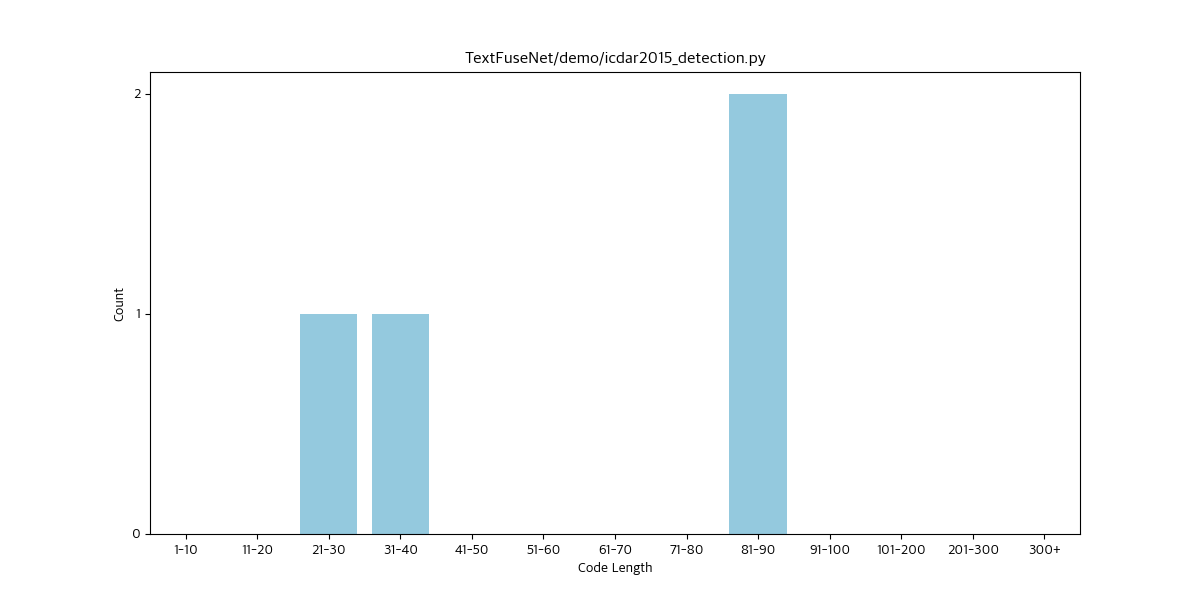 TextFuseNet/demo/icdar2015_detection.py
2
1
0
Count
1-10 11-20 21-30 31-40 41-50 51-60 61-70 71-80 81-90 91-100 101-200 201-300 300+
Code Length